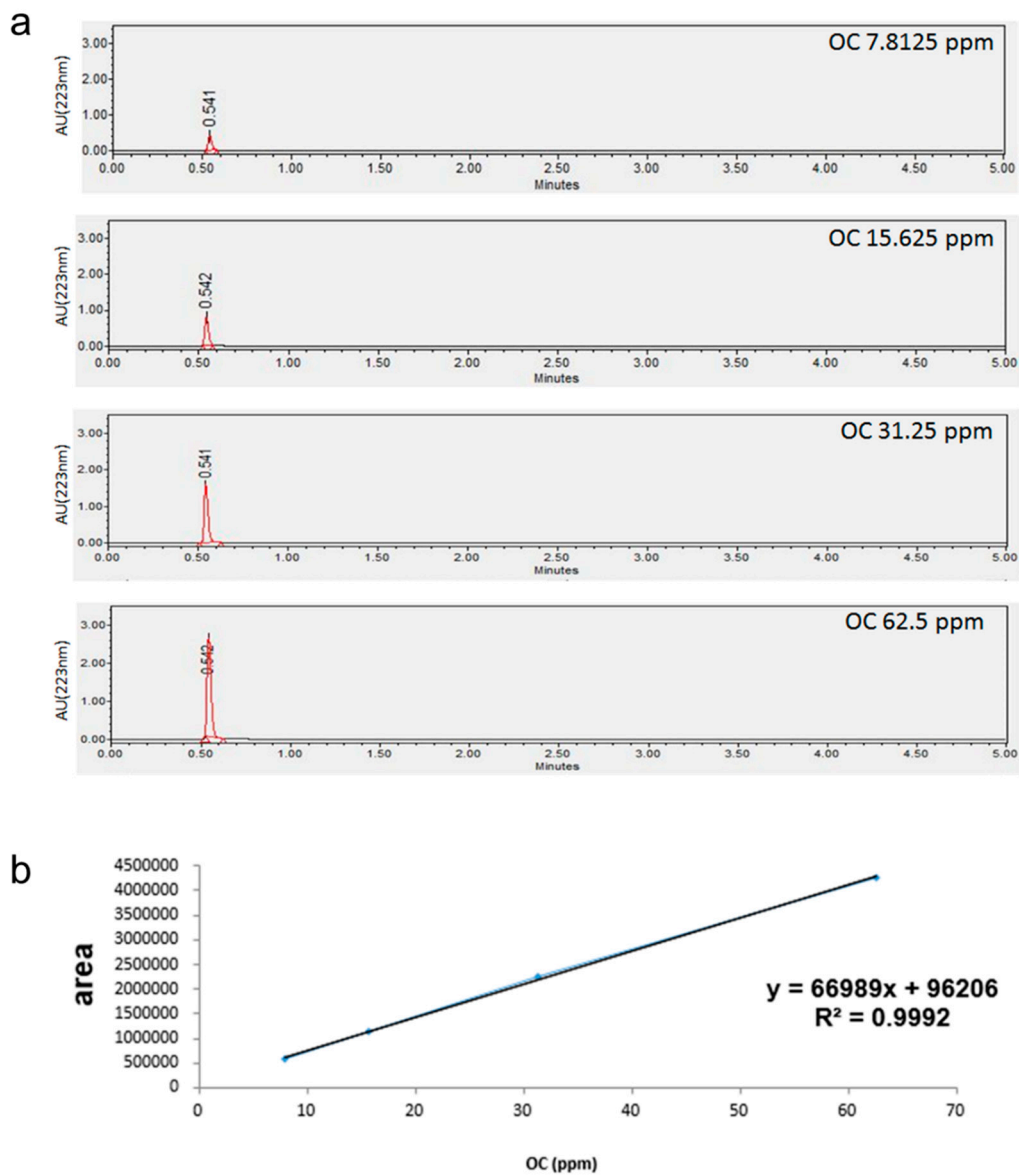 a
OC 7.8125 ppm
AU(223nm)
3.00
2.00
1.00
0.00
0.541
0.00 0.50 1.00 1.50 2.00 2.50 3.00 3.50 4.00 4.50 5.00
Minutes
OC 15.625 ppm
AU(223nm)
3.00
2.00
1.00
0.00
0.542
0.00 0.50 1.00 1.50 2.00 2.50 3.00 3.50 4.00 4.50 5.00
Minutes
OC 31.25 ppm
AU(223nm)
3.00
2.00
1.00
0.00
0.541
0.00 0.50 1.00 1.50 2.00 2.50 3.00 3.50 4.00 4.50 5.00
Minutes
OC 62.5 ppm
AU(223nm)
3.00
2.00
1.00
0.00
0.542
0.00 0.50 1.00 1.50 2.00 2.50 3.00 3.50 4.00 4.50 5.00
Minutes
b
area
4500000
4000000
3500000
3000000
2500000
2000000
1500000
1000000
500000
0
y = 66989x + 96206
R² = 0.9992
0 10 20 30 40 50 60 70
OC (ppm)